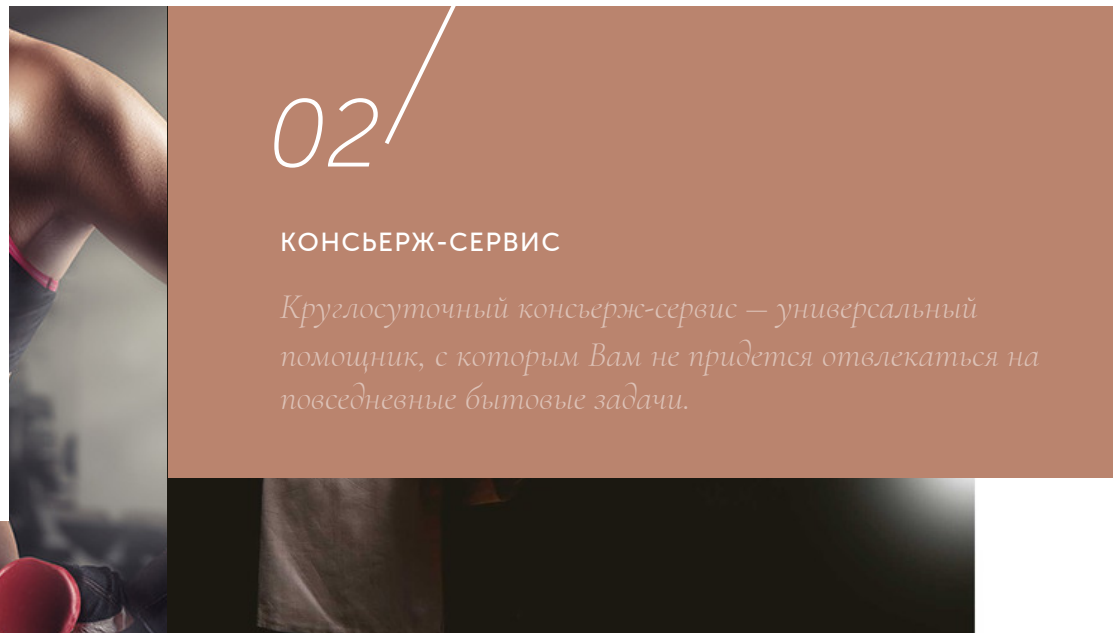 02
КОНСЬЕРЖ-СЕРВИС
Круглосуточный консьерж-сервис — универсальный
помощник, с которым Вам не придется отвлекаться на
повседневные бытовые задачи.